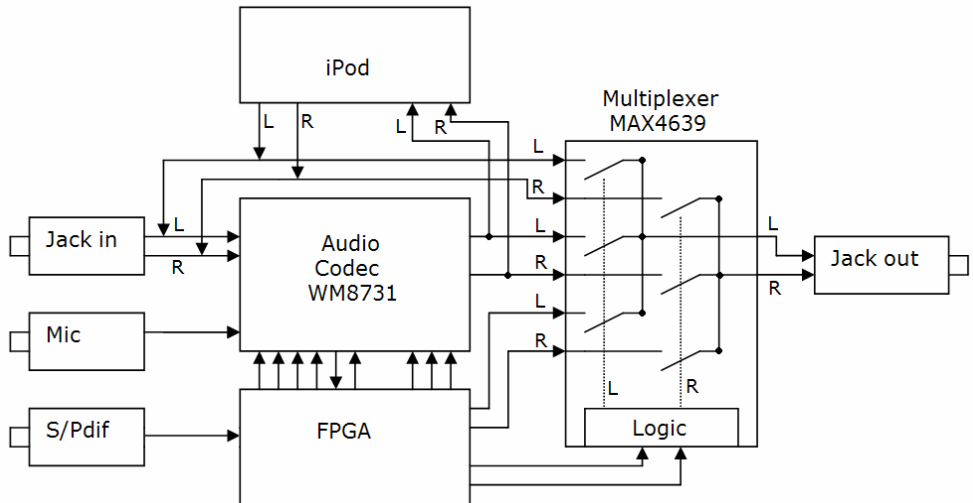 iPod
L
R
L
R
Multiplexer
MAX4639
L
R
Jack in
L
R
Audio
Codec
WM8731
L
R
L
R
L
R
Jack out
Mic
S/Pdif
FPGA
L
R
Logic